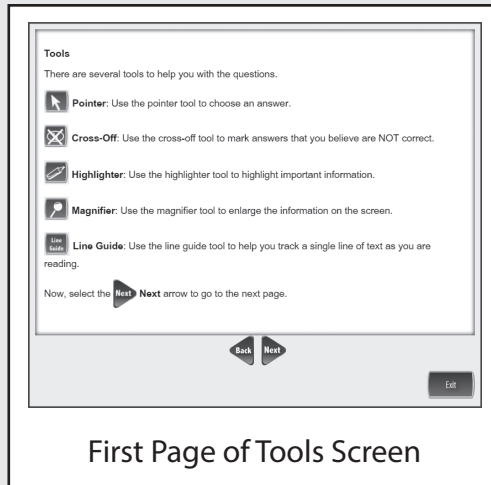 Tools
There are several tools to help you with the questions.
Pointer: Use the pointer tool to choose an answer.
Cross-Off: Use the cross-off tool to mark answers that you believe are NOT correct.
Highlighter: Use the highlighter tool to highlight important information.
Magnifier: Use the magnifier tool to enlarge the information on the screen.
Line Guide Line Guide: Use the line guide tool to help you track a single line of text as you are
reading.
Now, select the Next Next arrow to go to the next page.
Back Next
Exit
First Page of Tools Screen